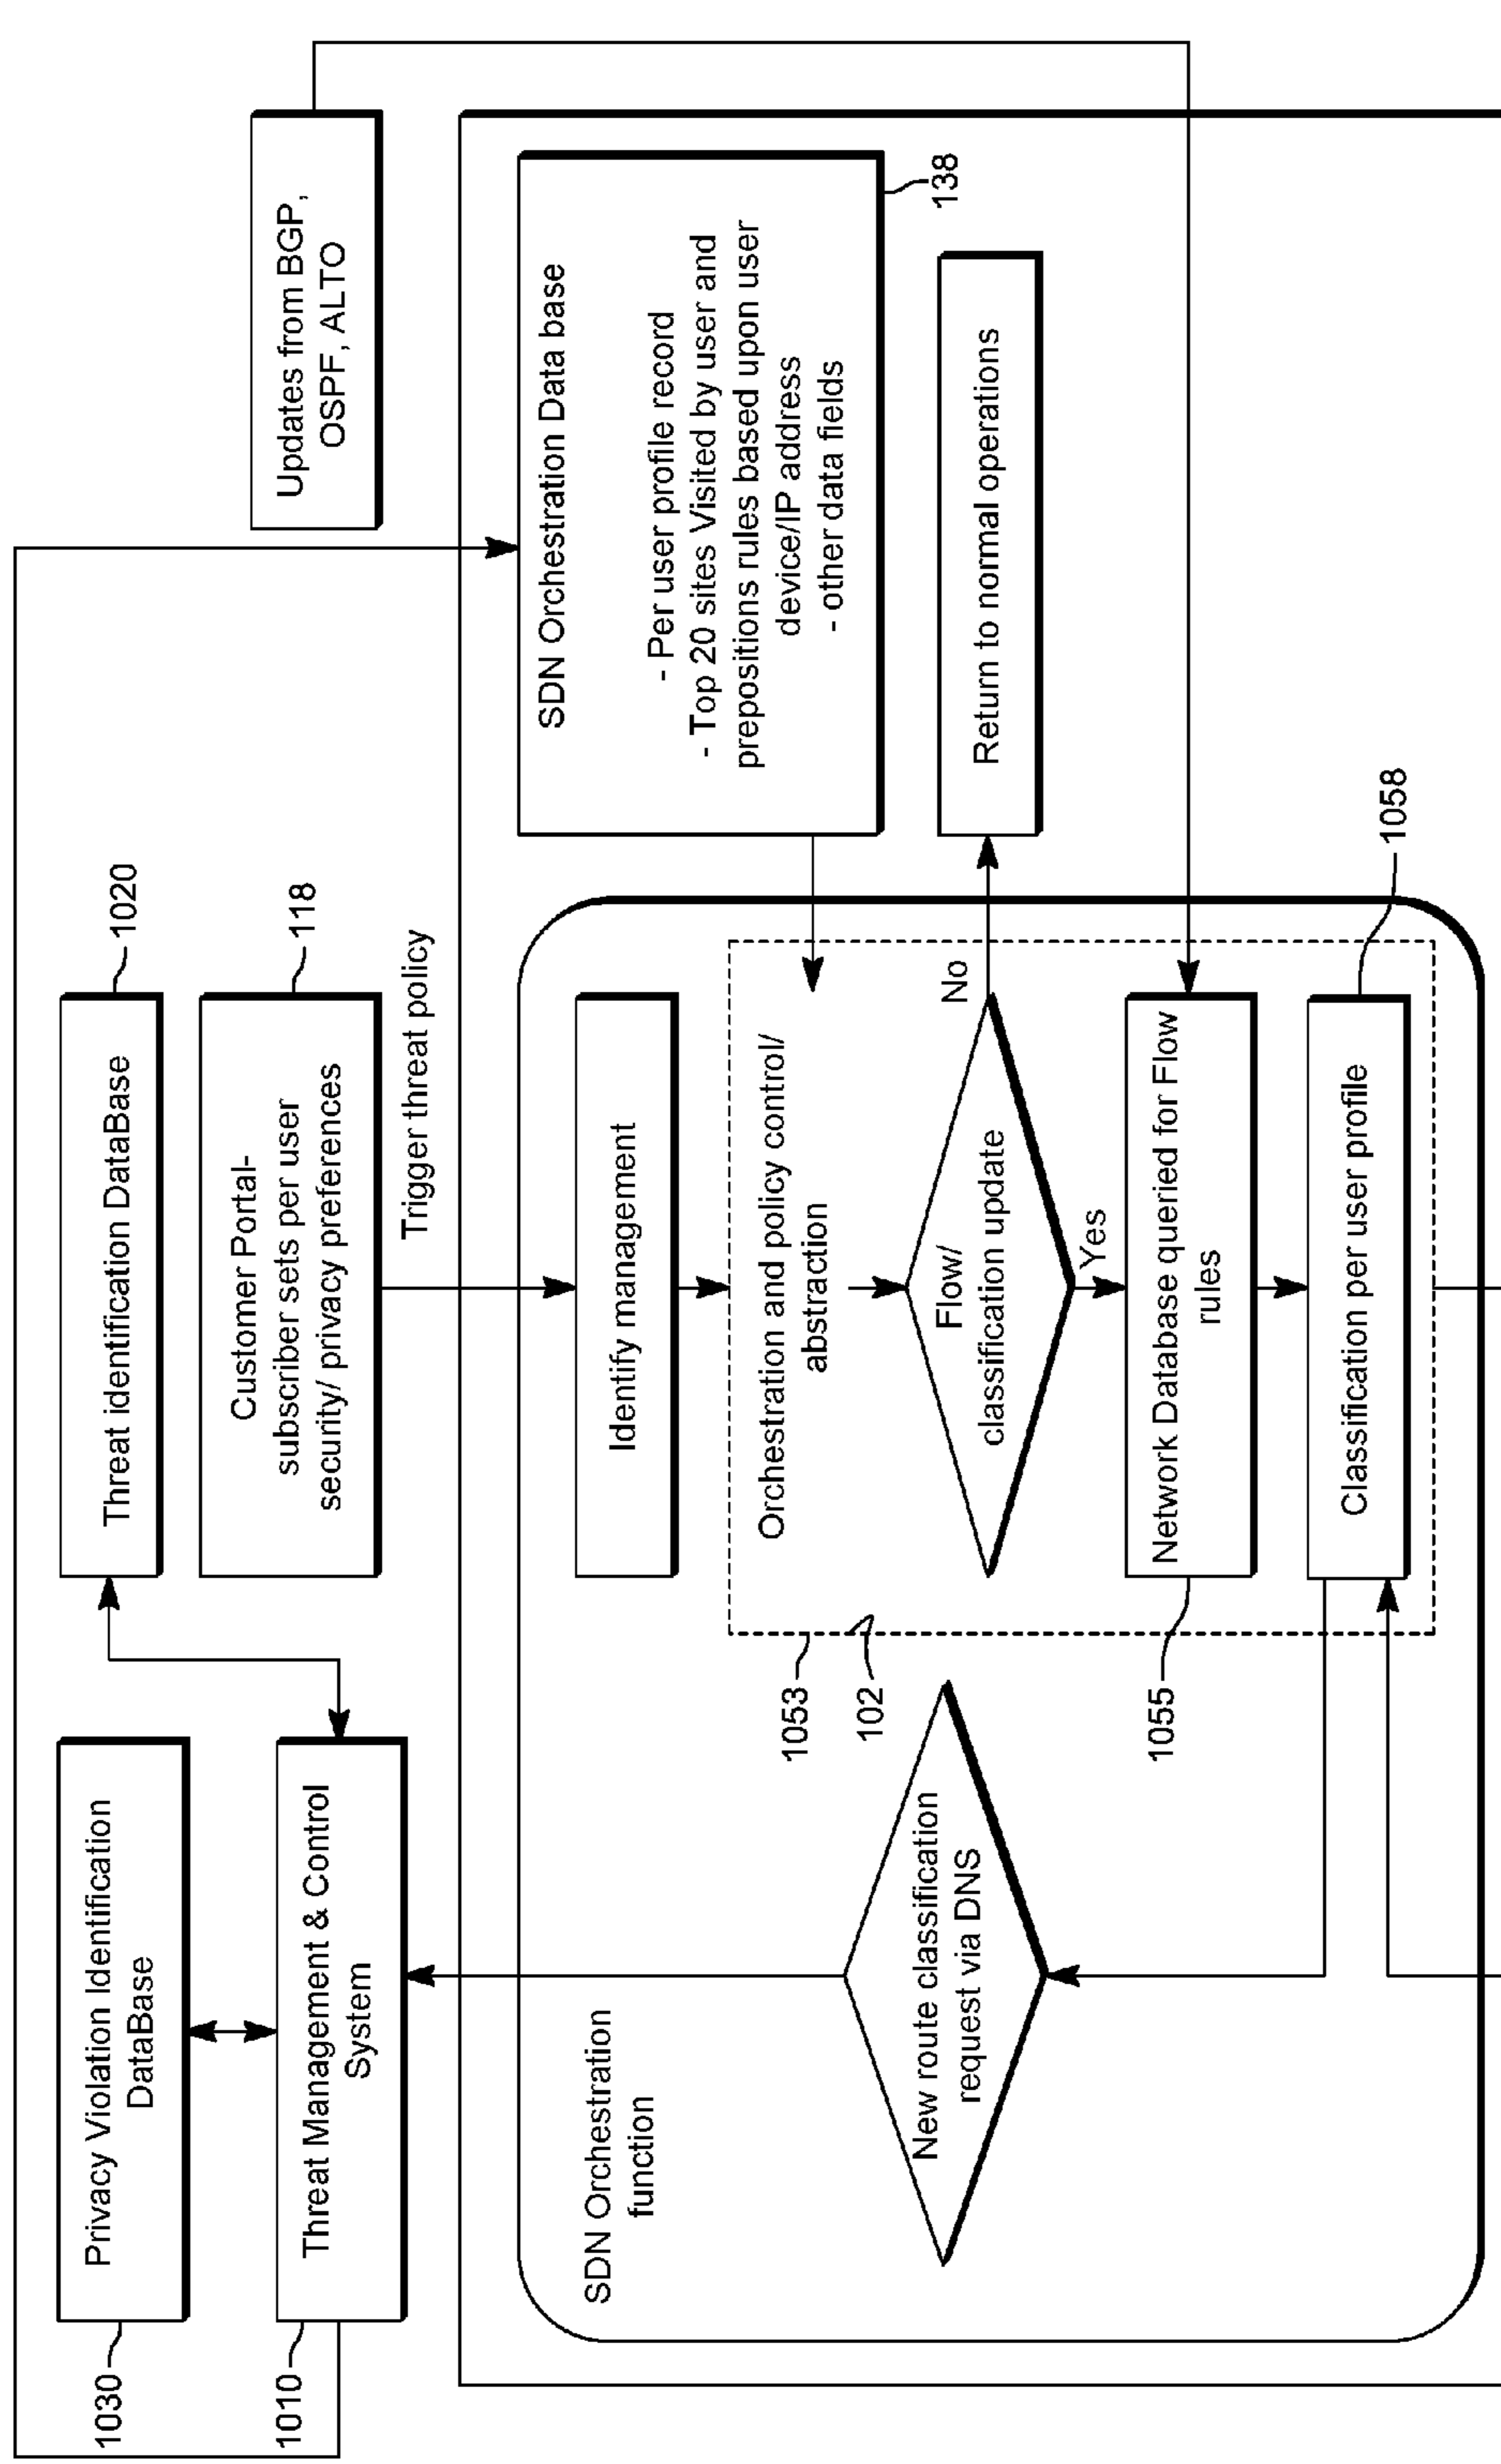 1030
Privacy Violation Identification
DataBase
1010
Threat Management & Control
System
Threat identification DataBase
1020
Customer Portal-
subscriber sets per user
security/ privacy preferences
118
Trigger threat policy
Updates from BGP,
OSPF, ALTO
SDN Orchestration
function
Identify management
SDN Orchestration Data base
- Per user profile record
- Top 20 sites Visited by user and
prepositions rules based upon user
device/IP address
- other data fields
138
1053
102
Orchestration and policy control/
abstraction
New route classification
request via DNS
Flow/
classification update
No
Return to normal operations
Yes
1055
Network Database queried for Flow
rules
Classification per user profile
1058